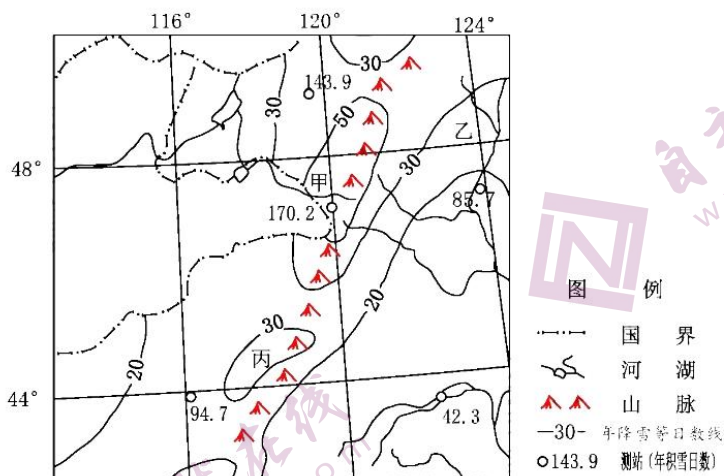 116°
120°
124°
30
143.9
30
50
乙
48°
甲
30
170.2
85.7
20
30
丙
20
44°
94.7
42.3
图 例
国 界
河 湖
山 脉
—30— 年降雪等日数线
测站(年积雪日数)
143.9